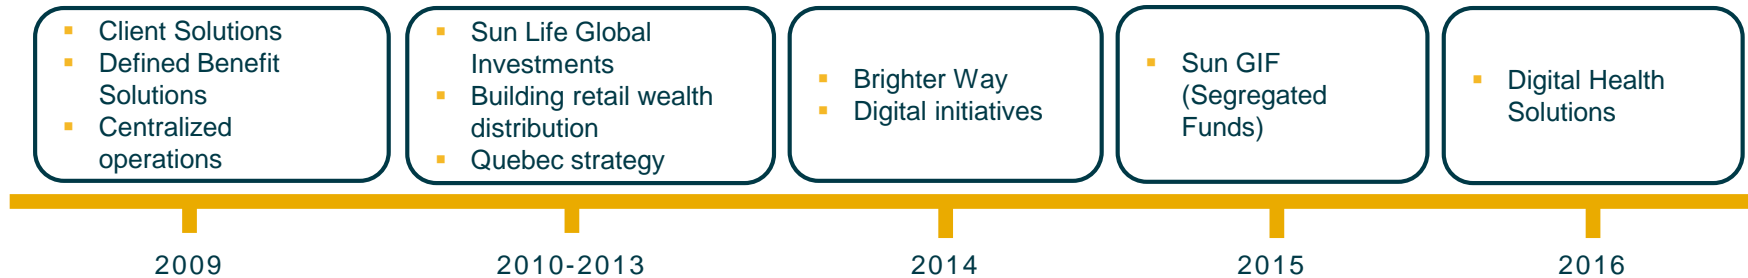 Client Solutions
Defined Benefit
Solutions
Centralized
operations
Sun Life Global
Investments
Building retail wealth
distribution
Quebec strategy
Brighter Way
Digital initiatives
Sun GIF
(Segregated
Funds)
Digital Health
Solutions
2009
2010-2013
2014
2015
2016